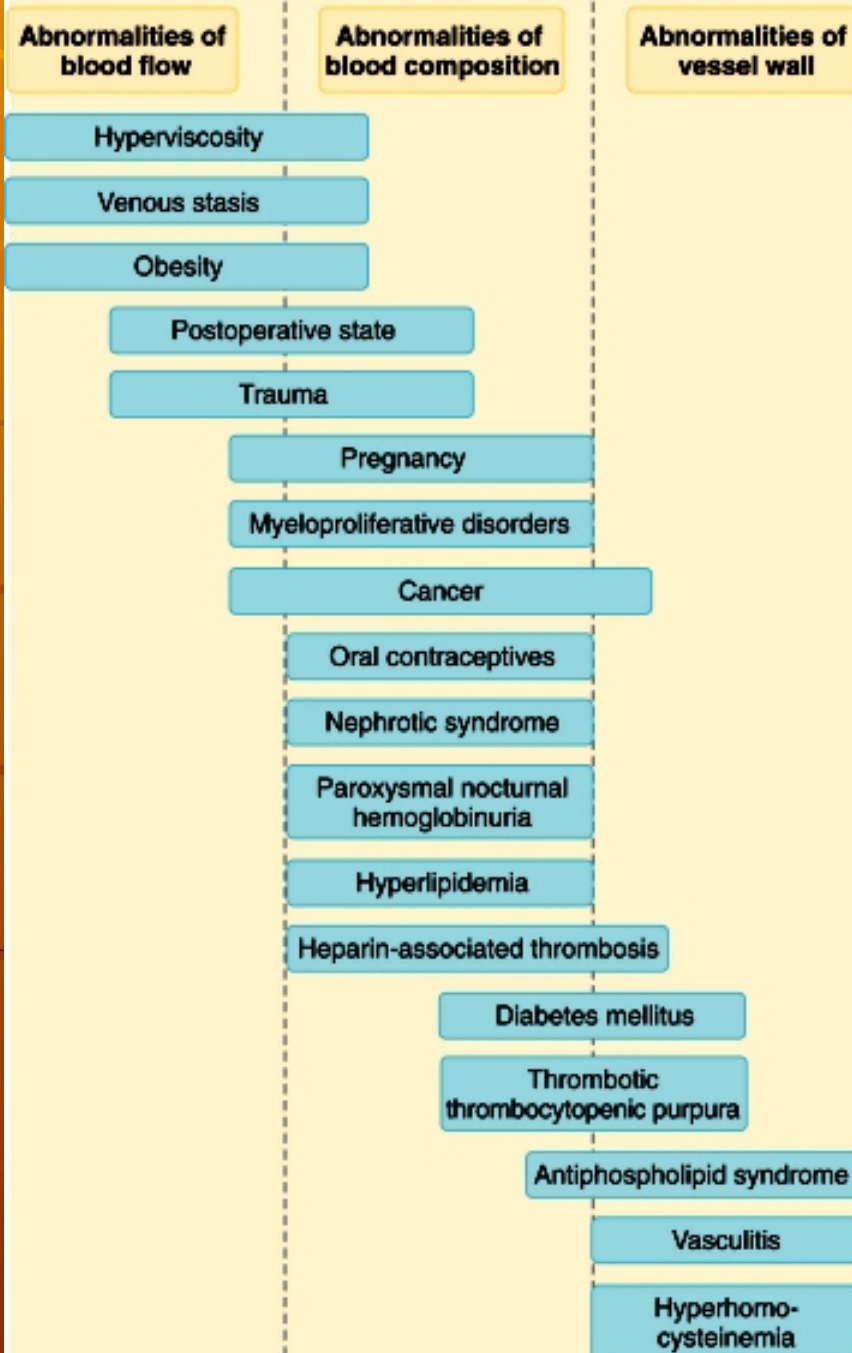 Abnormalities of
blood flow
Abnormalities of
blood composition
Abnormalities of
vessel wall
Hyperviscosity
Venous stasis
Obesity
Postoperative state
Trauma
Pregnancy
Myeloproliferative disorders
Cancer
Oral contraceptives
Nephrotic syndrome
Paroxysmal nocturnal
hemoglobinuria
Hyperlipidemia
Heparin-associated thrombosis
Diabetes mellitus
Thrombotic
thrombocytopenic purpura
Antiphospholipid syndrome
Vasculitis
Hyperhomo-
cysteinemia